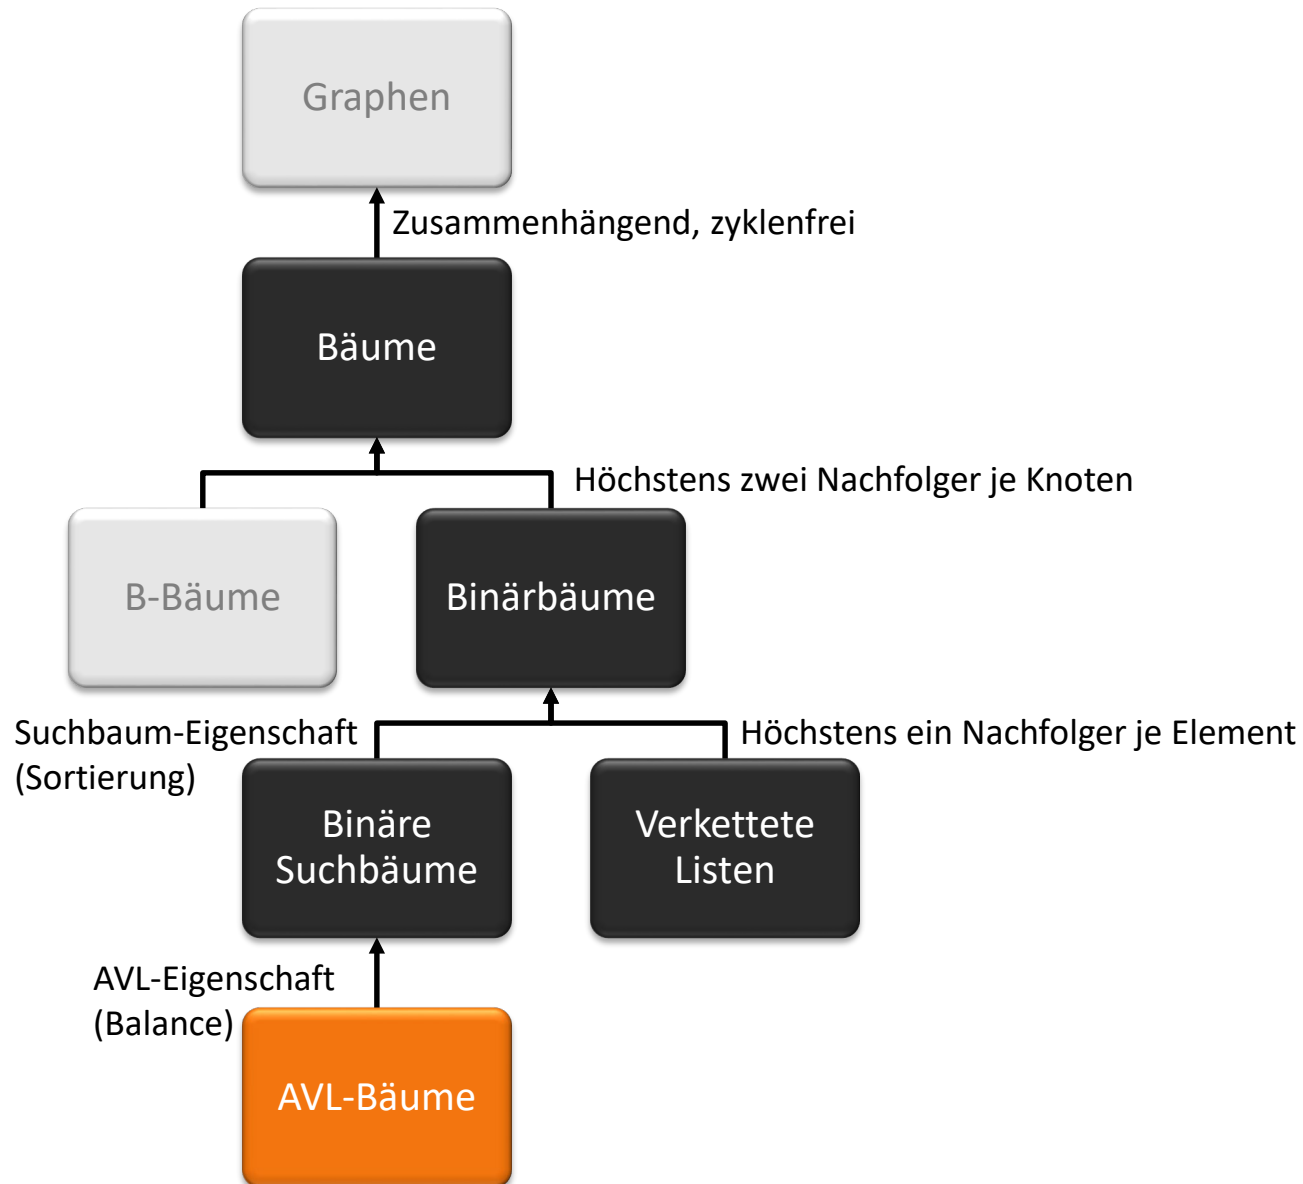 Graphen
Zusammenhängend, zyklenfrei
Bäume
Höchstens zwei Nachfolger je Knoten
B-Bäume
Binärbäume
Suchbaum-Eigenschaft
(Sortierung)
Höchstens ein Nachfolger je Element
Binäre
Suchbäume
Verkettete
Listen
AVL-Eigenschaft
(Balance)
AVL-Bäume